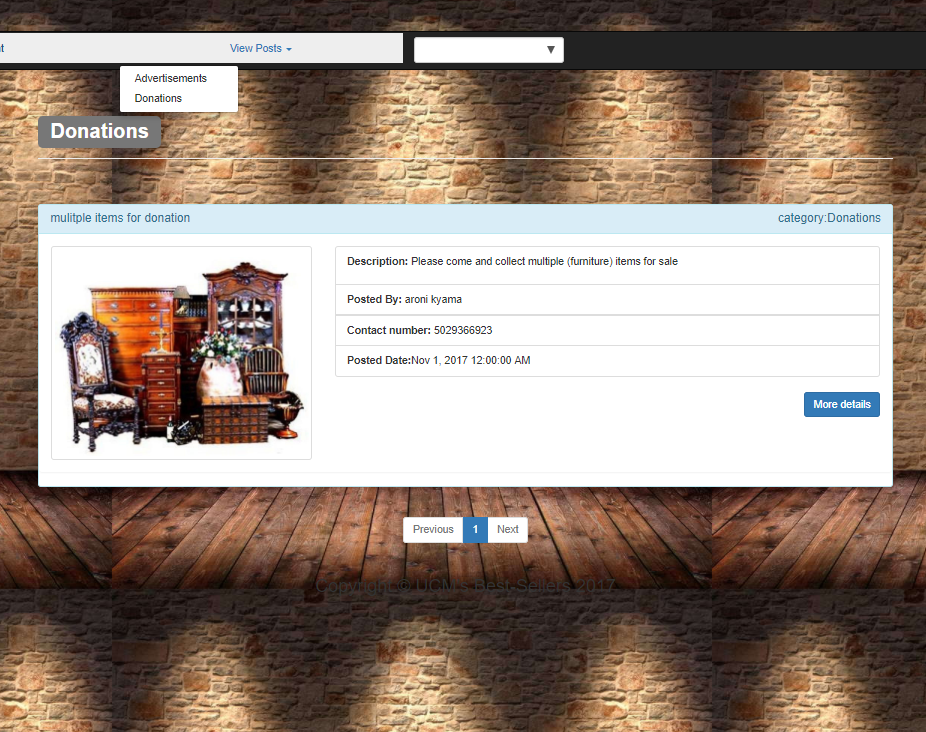 View Posts
Advertisements
Donations
Donations
mulitple items for donation
category:Donations
Description: Please come and collect multiple (furniture) items for sale
Posted By: aroni kyama
Contact number: 5029366923
Posted Date:Nov 1, 2017 12:00:00 AM
More details
Previous 1 Next
Copyright © UCM's Best Sellers 2017